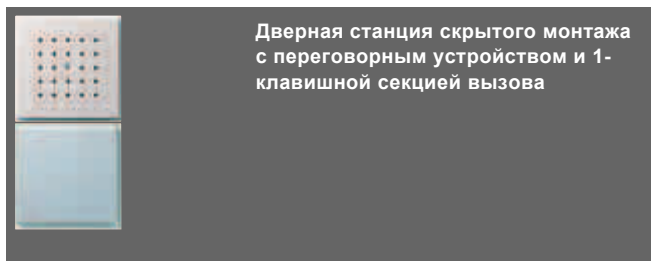 Дверная станция скрытого монтажа
с переговорным устройством и 1-
клавишной секцией вызова